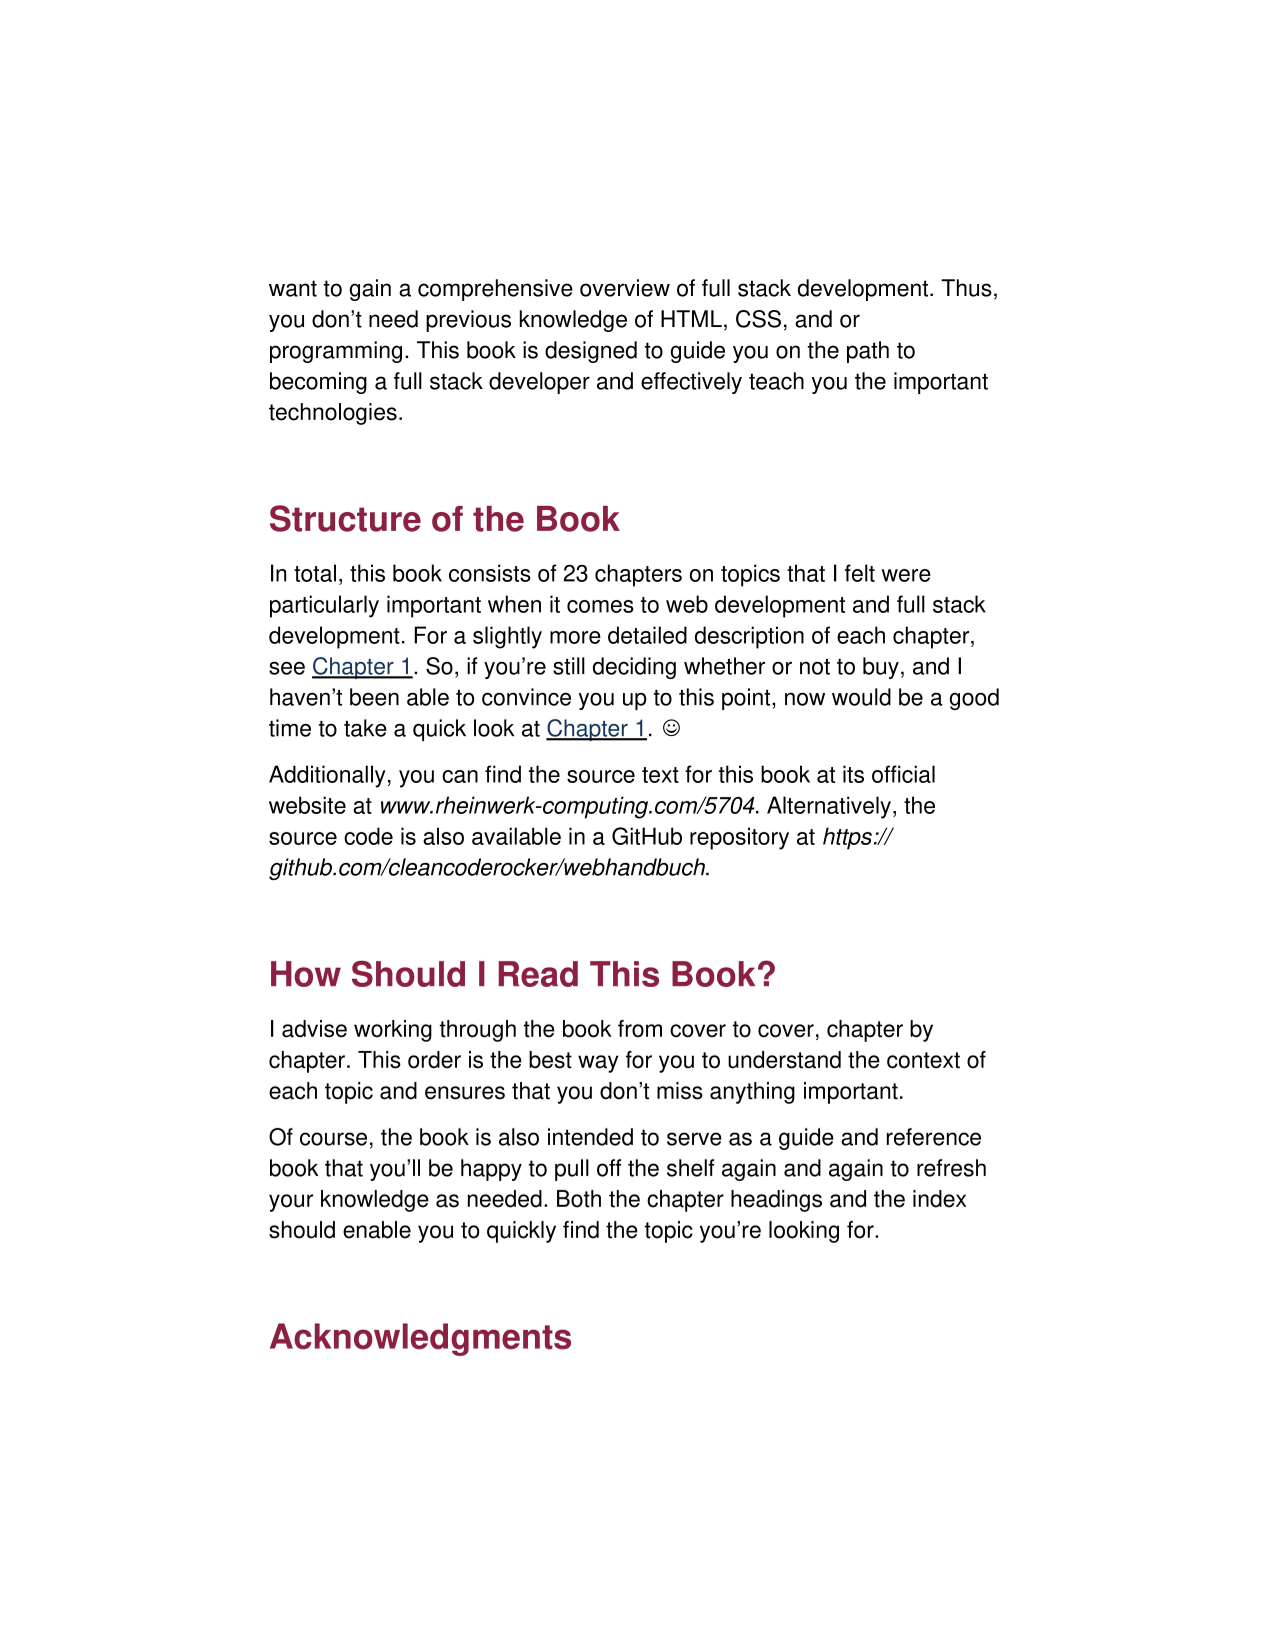 want to gain a comprehensive overview of full stack development. Thus,
you don’t need previous knowledge of HTML, CSS, and or
programming. This book is designed to guide you on the path to
becoming a full stack developer and effectively teach you the important
technologies.
Structure of the Book
In total, this book consists of 23 chapters on topics that I felt were
particularly important when it comes to web development and full stack
development. For a slightly more detailed description of each chapter,
see Chapter 1. So, if you’re still deciding whether or not to buy, and I
haven’t been able to convince you up to this point, now would be a good
time to take a quick look at Chapter 1. ☺
Additionally, you can find the source text for this book at its official
website at www.rheinwerk-computing.com/5704. Alternatively, the
source code is also available in a GitHub repository at https://
github.com/cleancoderocker/webhandbuch.
How Should I Read This Book?
I advise working through the book from cover to cover, chapter by
chapter. This order is the best way for you to understand the context of
each topic and ensures that you don’t miss anything important.
Of course, the book is also intended to serve as a guide and reference
book that you’ll be happy to pull off the shelf again and again to refresh
your knowledge as needed. Both the chapter headings and the index
should enable you to quickly find the topic you’re looking for.
Acknowledgments